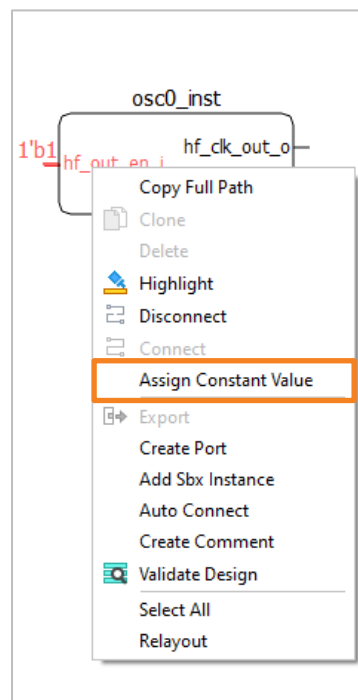 osc0_inst
1'b1
hf_out_en_i
hf_clk_out_o
Copy Full Path
Clone
Delete
Highlight
Disconnect
Connect
Assign Constant Value
Export
Create Port
Add Sbx Instance
Auto Connect
Create Comment
Validate Design
Select All
Relayout